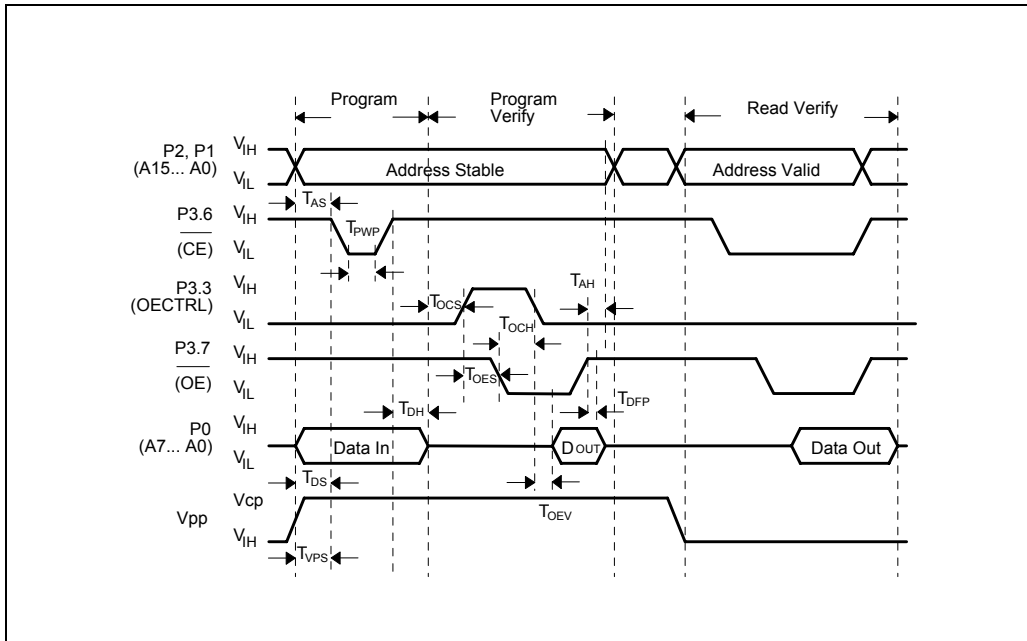 Program
Program
Verify
Read Verify
P2, P1
(A15... A0)
VIH
VIL
Address Stable
Address Valid
TAS
P3.6
(CE)
VIH
VIL
TPWP
P3.3
(OECTRL)
VIH
VIL
TOCS
TAH
TOCH
P3.7
(OE)
VIH
VIL
TOES
TDFP
TDH
P0
(A7... A0)
VIH
VIL
Data In
DOUT
Data Out
TDS
TOEV
Vpp
Vcp
VIH
TVPS